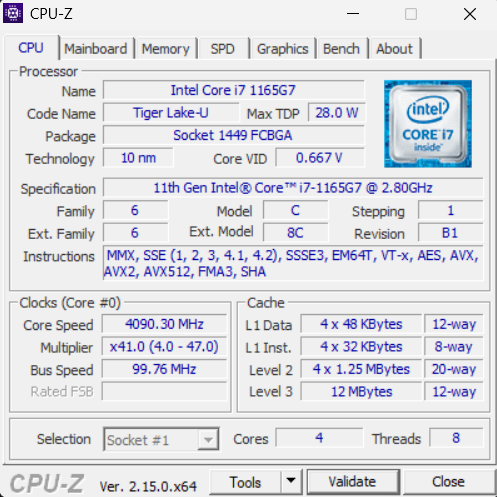 CPU-Z
CPU Mainboard Memory SPD Graphics Bench About
Processor
Name Intel Core i7 1165G7
Code Name Tiger Lake-U Max TDP 28.0 W
Package Socket 1449 FCBGA
Technology 10 nm Core VID 0.667 V
intel
CORE i7
inside™
Specification 11th Gen Intel® Core™ i7-1165G7 @ 2.80GHz
Family 6 Model C Stepping 1
Ext. Family 6 Ext. Model 8C Revision B1
Instructions MMX, SSE (1, 2, 3, 4.1, 4.2), SSSE3, EM64T, VT-x, AES, AVX,
AVX2, AVX512, FMA3, SHA
Clocks (Core #0) Cache
Core Speed 4090.30 MHz L1 Data 4 x 48 KBytes 12-way
Multiplier x41.0 (4.0 - 47.0) L1 Inst. 4 x 32 KBytes 8-way
Bus Speed 99.76 MHz Level 2 4 x 1.25 MBytes 20-way
Rated FSB Level 3 12 MBytes 12-way
Selection Socket #1 Cores 4 Threads 8
CPU-Z Ver. 2.15.0.x64 Tools Validate Close